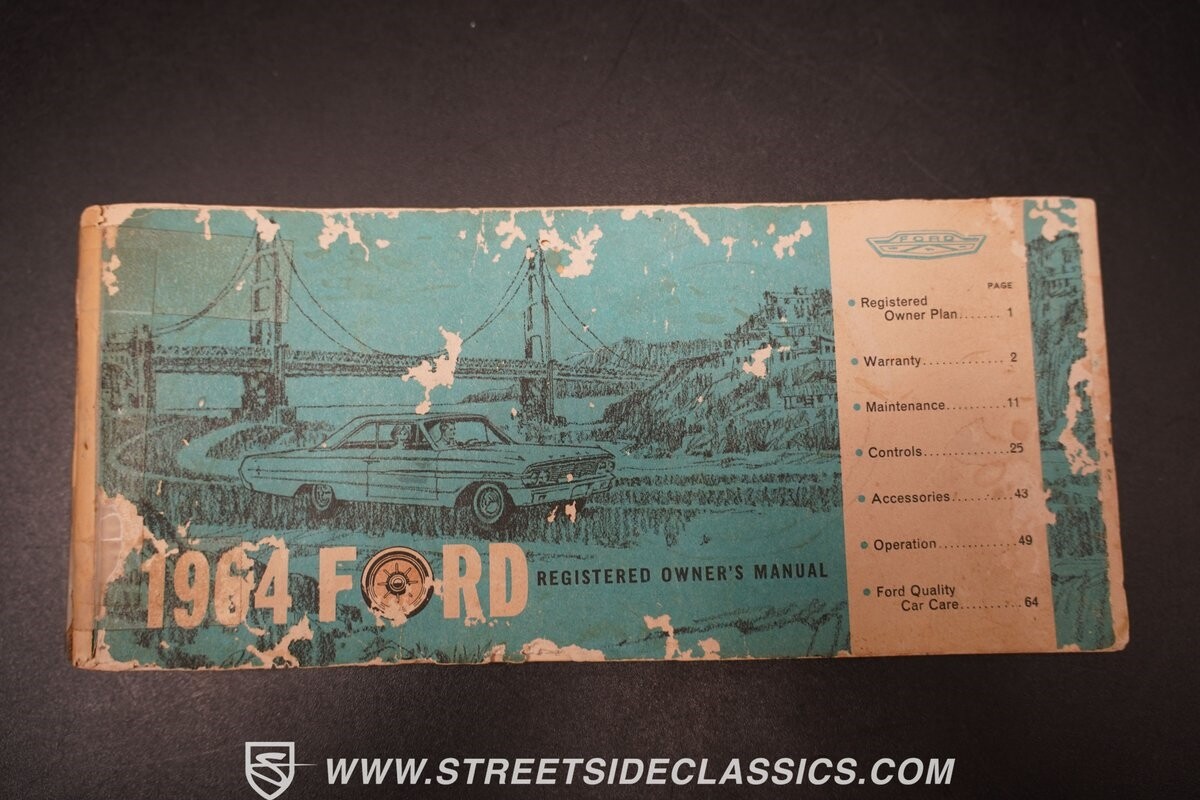 FORD
PAGE
Registered
Owner Plan....... 1
Warranty............ 2
Maintenance.........11
Controls.............25
Accessories..........43
Operation............49
Ford Quality
Car Care.........64
1964 FORD REGISTERED OWNER'S MANUAL
WWW.STREETSIDECLASSICS.COM